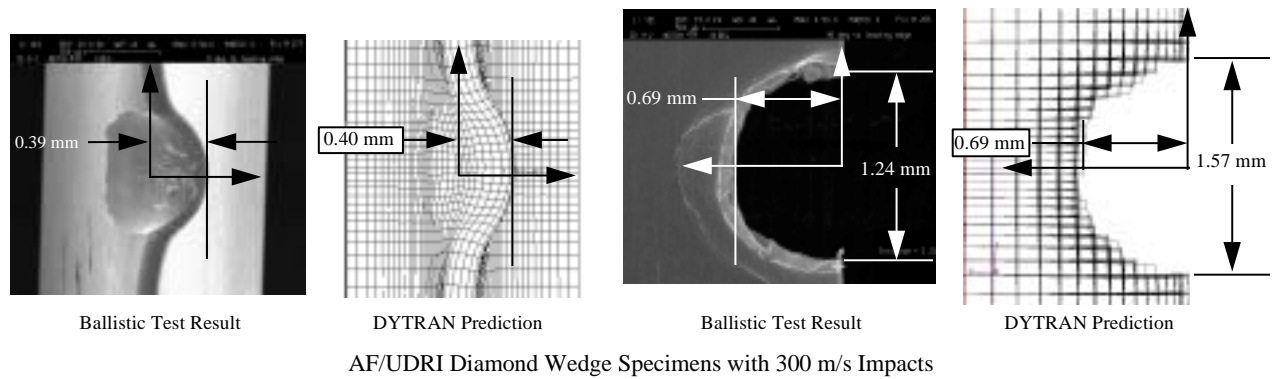 0.39 mm
0.40 mm
0.69 mm
1.24 mm
0.69 mm
1.57 mm
Ballistic Test Result
DYTRAN Prediction
Ballistic Test Result
DYTRAN Prediction
AF/UDRI Diamond Wedge Specimens with 300 m/s Impacts